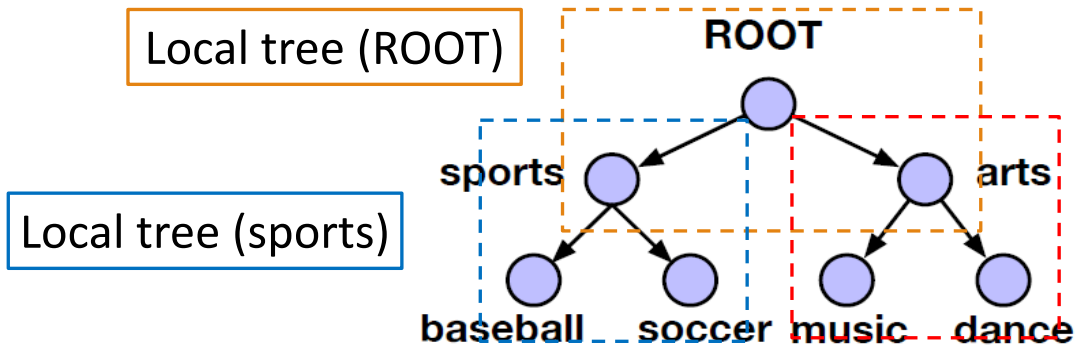 Local tree (ROOT)
ROOT
sports
arts
Local tree (sports)
baseball
soccer
music
dance